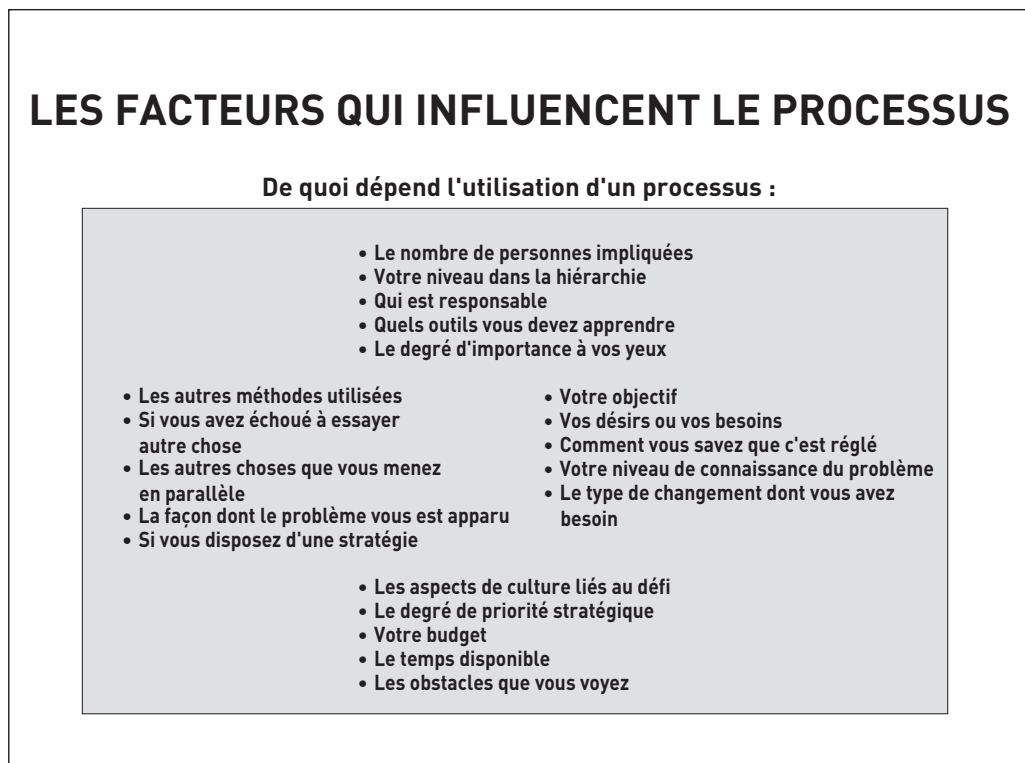 LES FACTEURS QUI INFLUENCENT LE PROCESSUS
De quoi dépend l'utilisation d'un processus :
• Le nombre de personnes impliquées
• Votre niveau dans la hiérarchie
• Qui est responsable
• Quels outils vous devez apprendre
• Le degré d'importance à vos yeux
• Les autres méthodes utilisées
• Si vous avez échoué à essayer
autre chose
• Les autres choses que vous menez
en parallèle
• La façon dont le problème vous est apparu
• Si vous disposez d'une stratégie
• Votre objectif
• Vos désirs ou vos besoins
• Comment vous savez que c'est réglé
• Votre niveau de connaissance du problème
• Le type de changement dont vous avez
besoin
• Les aspects de culture liés au défi
• Le degré de priorité stratégique
• Votre budget
• Le temps disponible
• Les obstacles que vous voyez